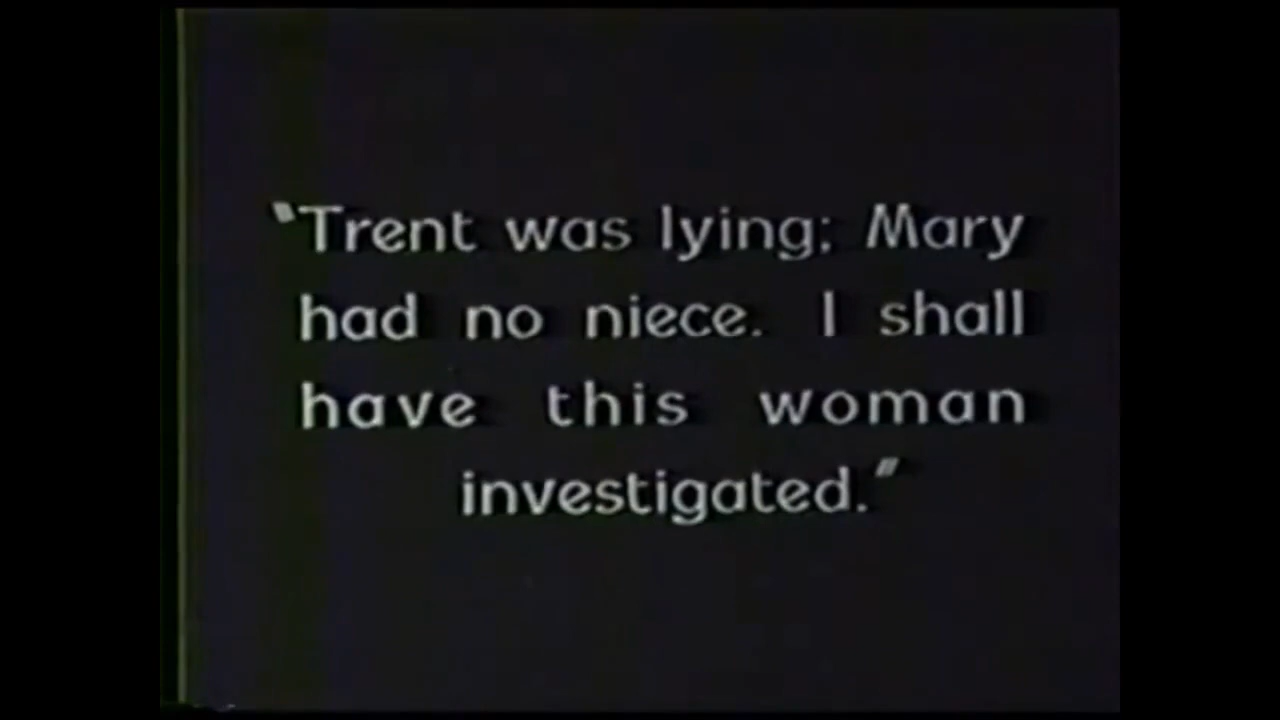 "Trent was lying; Mary
had no niece. I shall
have this woman
investigated."